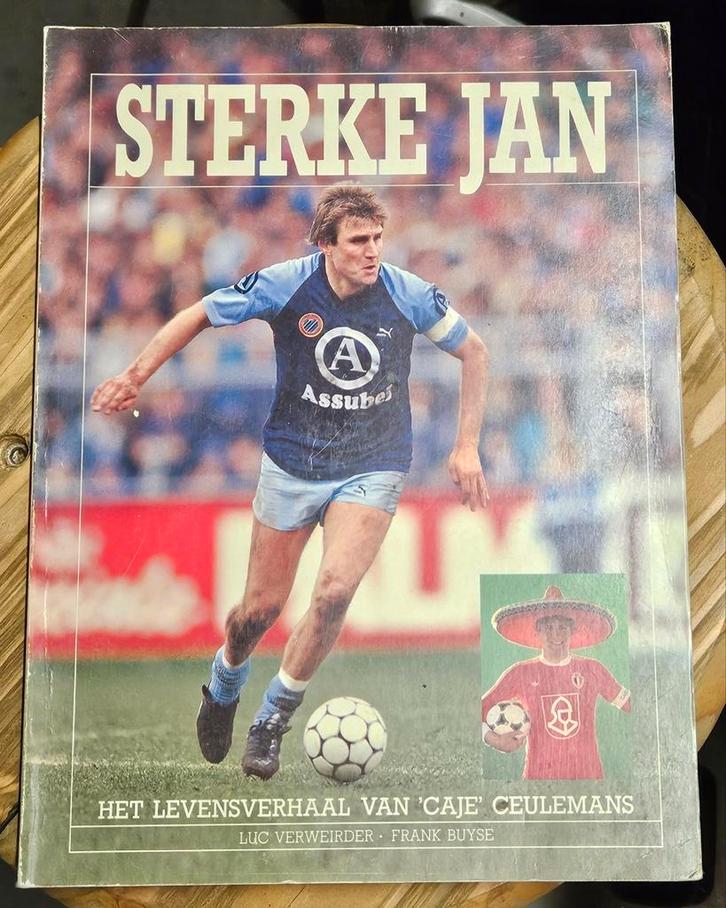 STERKE JAN
A
Assubel
HET LEVENSVERHAAL VAN 'CAJE' CEULEMANS
LUC VERWEIRDER · FRANK BUYSE